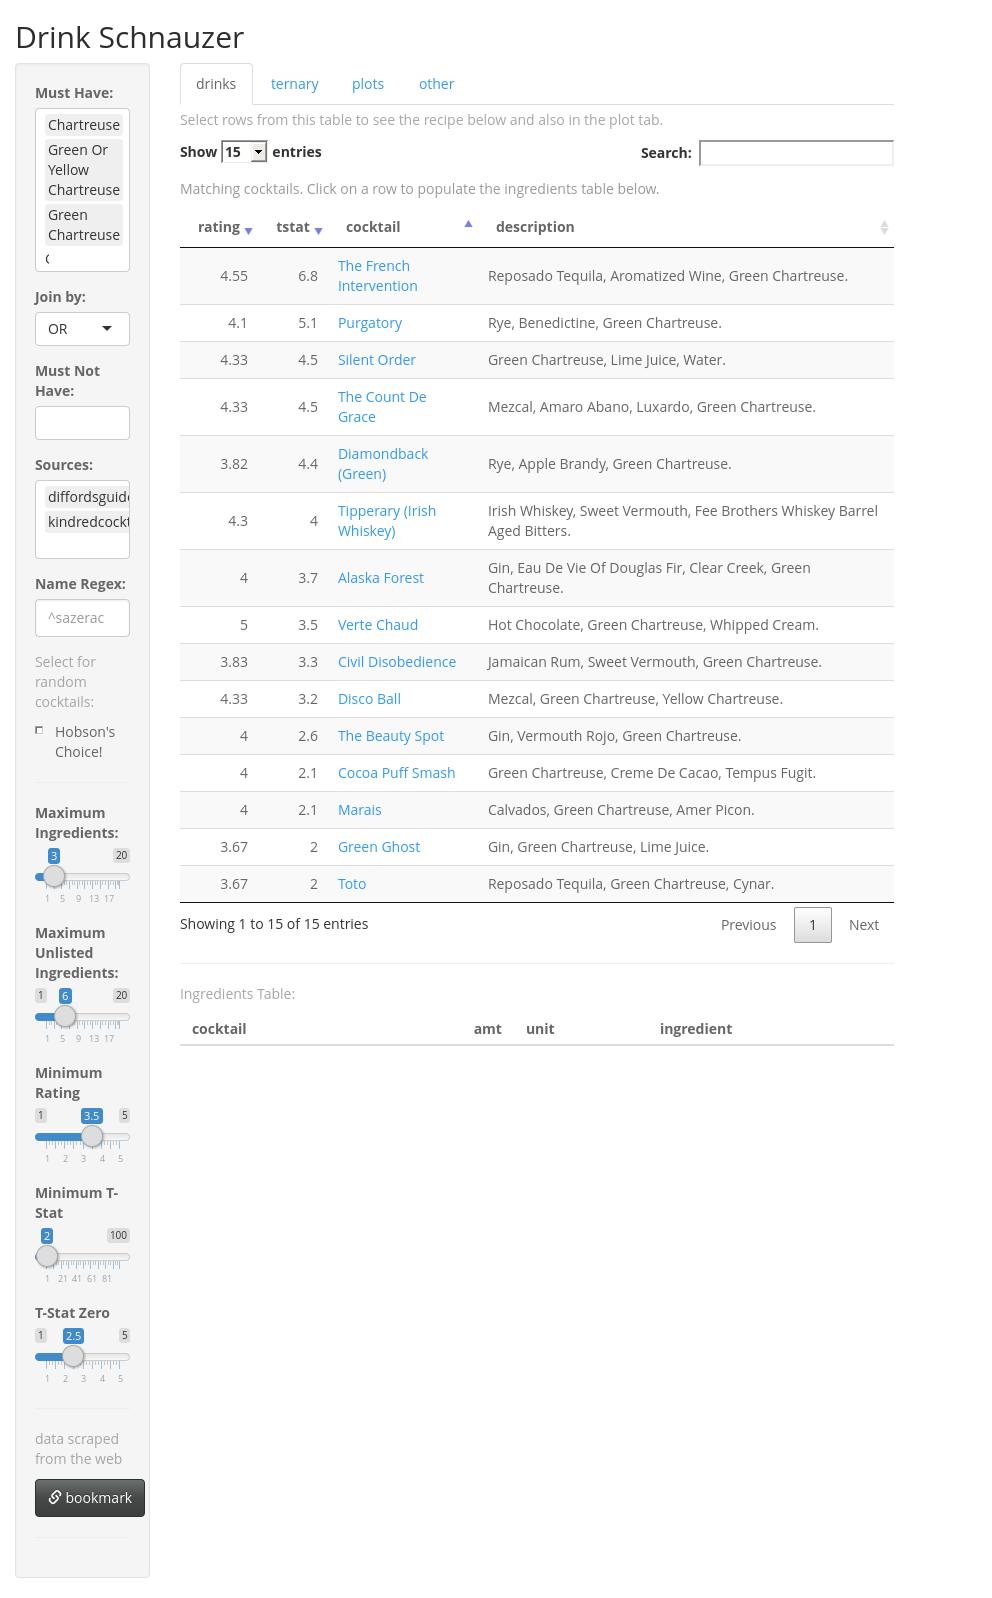 Drink Schnauzer
Must Have:
Chartreuse
Green Or
Yellow
Chartreuse
Green
Chartreuse
Join by:
OR
Must Not
Have:
Sources:
diffordsguide
kindredcockt
Name Regex:
^sazerac
Select for
random
cocktails:
Hobson's
Choice!
Maximum
Ingredients:
3 20
1 5 9 13 17
Maximum
Unlisted
Ingredients:
1 6 20
1 5 9 13 17
Minimum
Rating
1 3.5 5
1 2 3 4 5
Minimum T-
Stat
2 100
1 21 41 61 81
T-Stat Zero
1 2.5 5
1 2 3 4 5
data scraped
from the web
bookmark
drinks ternary plots other
Select rows from this table to see the recipe below and also in the plot tab.
Show 15 entries Search:
Matching cocktails. Click on a row to populate the ingredients table below.
rating tstat cocktail description
4.55 6.8 The French Intervention Reposado Tequila, Aromatized Wine, Green Chartreuse.
4.1 5.1 Purgatory Rye, Benedictine, Green Chartreuse.
4.33 4.5 Silent Order Green Chartreuse, Lime Juice, Water.
4.33 4.5 The Count De Grace Mezcal, Amaro Abano, Luxardo, Green Chartreuse.
3.82 4.4 Diamondback (Green) Rye, Apple Brandy, Green Chartreuse.
4.3 4 Tipperary (Irish Whiskey) Irish Whiskey, Sweet Vermouth, Fee Brothers Whiskey Barrel Aged Bitters.
4 3.7 Alaska Forest Gin, Eau De Vie Of Douglas Fir, Clear Creek, Green Chartreuse.
5 3.5 Verte Chaud Hot Chocolate, Green Chartreuse, Whipped Cream.
3.83 3.3 Civil Disobedience Jamaican Rum, Sweet Vermouth, Green Chartreuse.
4.33 3.2 Disco Ball Mezcal, Green Chartreuse, Yellow Chartreuse.
4 2.6 The Beauty Spot Gin, Vermouth Rojo, Green Chartreuse.
4 2.1 Cocoa Puff Smash Green Chartreuse, Creme De Cacao, Tempus Fugit.
4 2.1 Marais Calvados, Green Chartreuse, Amer Picon.
3.67 2 Green Ghost Gin, Green Chartreuse, Lime Juice.
3.67 2 Toto Reposado Tequila, Green Chartreuse, Cynar.
Showing 1 to 15 of 15 entries Previous 1 Next
Ingredients Table:
cocktail amt unit ingredient